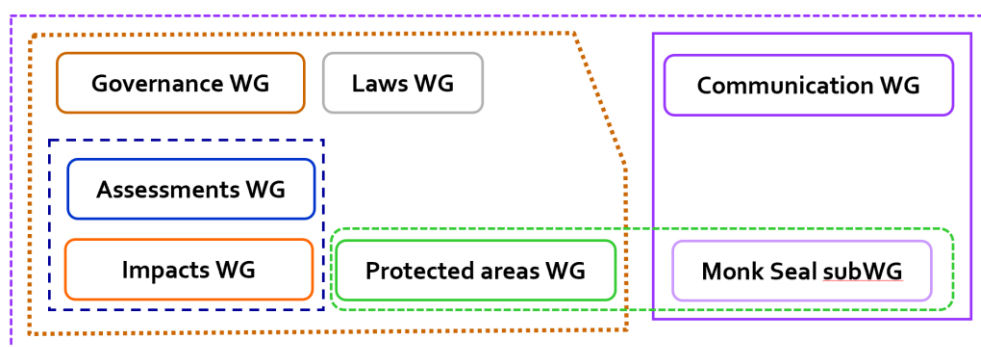 Governance WG
Laws WG
Communication WG
Assessments WG
Impacts WG
Protected areas WG
Monk Seal subWG